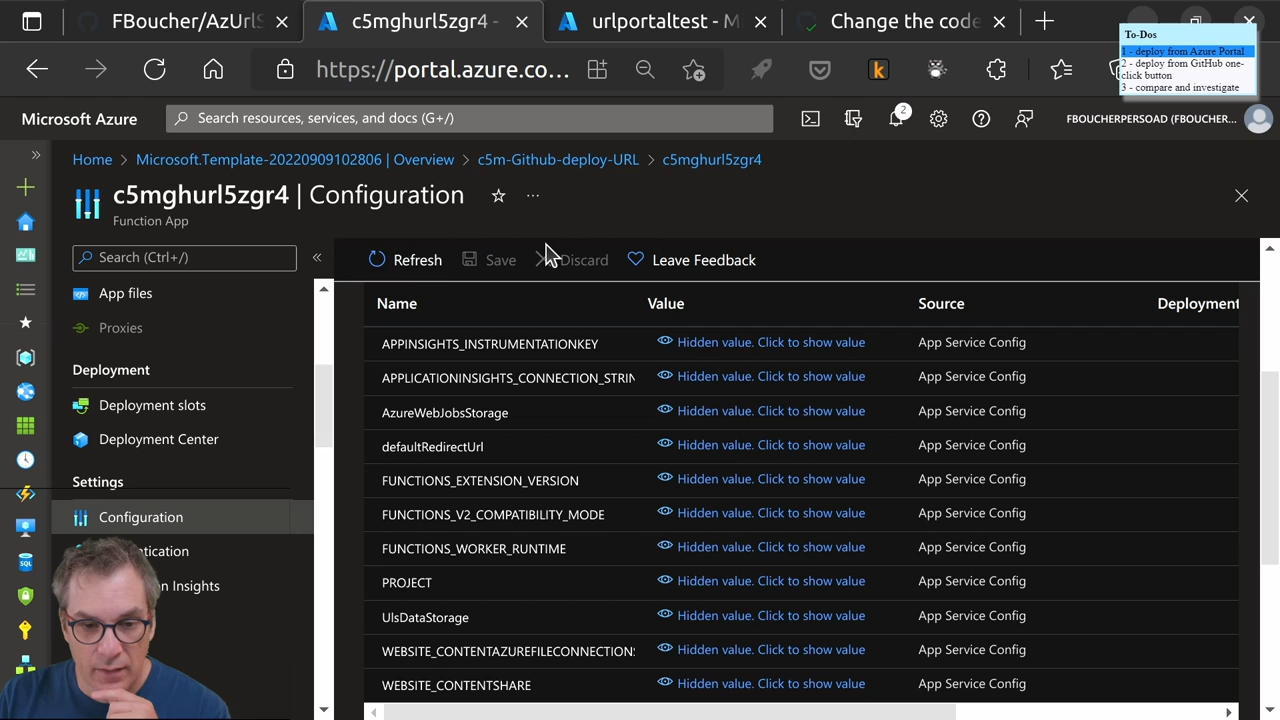 FBoucher/AzUrlS
c5mghurl5zgr4 -
urlportaltest - M
Change the code
To-Dos
1 - deploy from Azure Portal
2 - deploy from GitHub one-
click button
3 - compare and investigate
https://portal.azure.co...
Microsoft Azure
Search resources, services, and docs (G+/)
2
FBOUCHERPERSOAD (FBOUCHER...
Home > Microsoft.Template-20220909102806 | Overview > c5m-Github-deploy-URL > c5mghurl5zgr4
c5mghurl5zgr4 | Configuration
Function App
Search (Ctrl+/)
Refresh
Save
Discard
Leave Feedback
App files
Proxies
Deployment
Deployment slots
Deployment Center
Settings
Configuration
tication
n Insights
Name Value Source Deployment
APPINSIGHTS_INSTRUMENTATIONKEY Hidden value. Click to show value App Service Config
APPLICATIONINSIGHTS_CONNECTION_STRIN Hidden value. Click to show value App Service Config
AzureWebJobsStorage Hidden value. Click to show value App Service Config
defaultRedirectUrl Hidden value. Click to show value App Service Config
FUNCTIONS_EXTENSION_VERSION Hidden value. Click to show value App Service Config
FUNCTIONS_V2_COMPATIBILITY_MODE Hidden value. Click to show value App Service Config
FUNCTIONS_WORKER_RUNTIME Hidden value. Click to show value App Service Config
PROJECT Hidden value. Click to show value App Service Config
UlsDataStorage Hidden value. Click to show value App Service Config
WEBSITE_CONTENTAZUREFILECONNECTION Hidden value. Click to show value App Service Config
WEBSITE_CONTENTSHARE Hidden value. Click to show value App Service Config